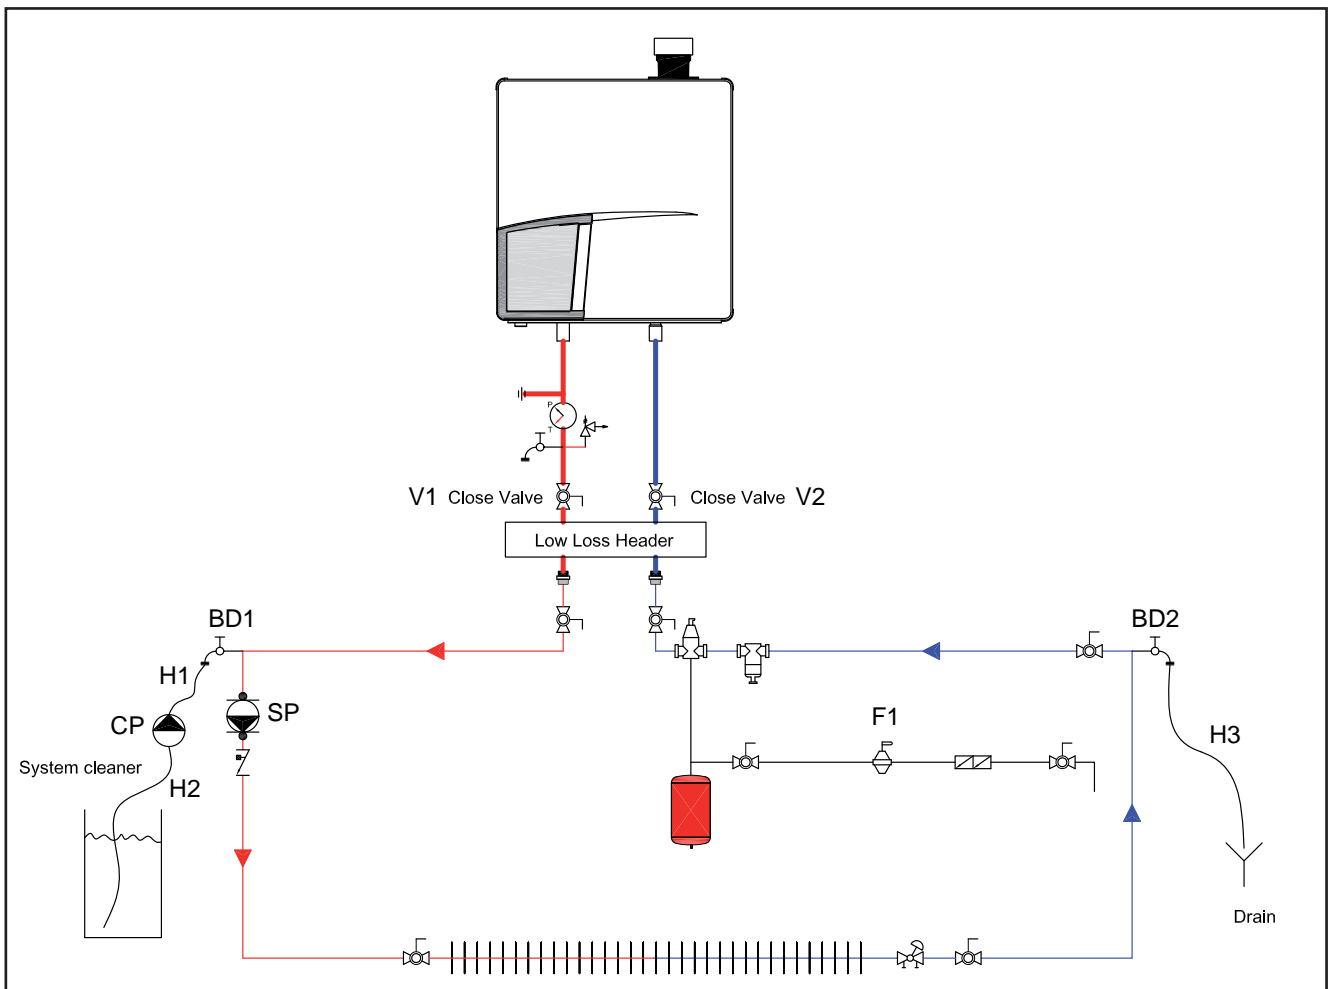 P
T
V1 Close Valve
Close Valve V2
Low Loss Header
BD1
BD2
H1
SP
CP
F1
H3
System cleaner
H2
Drain